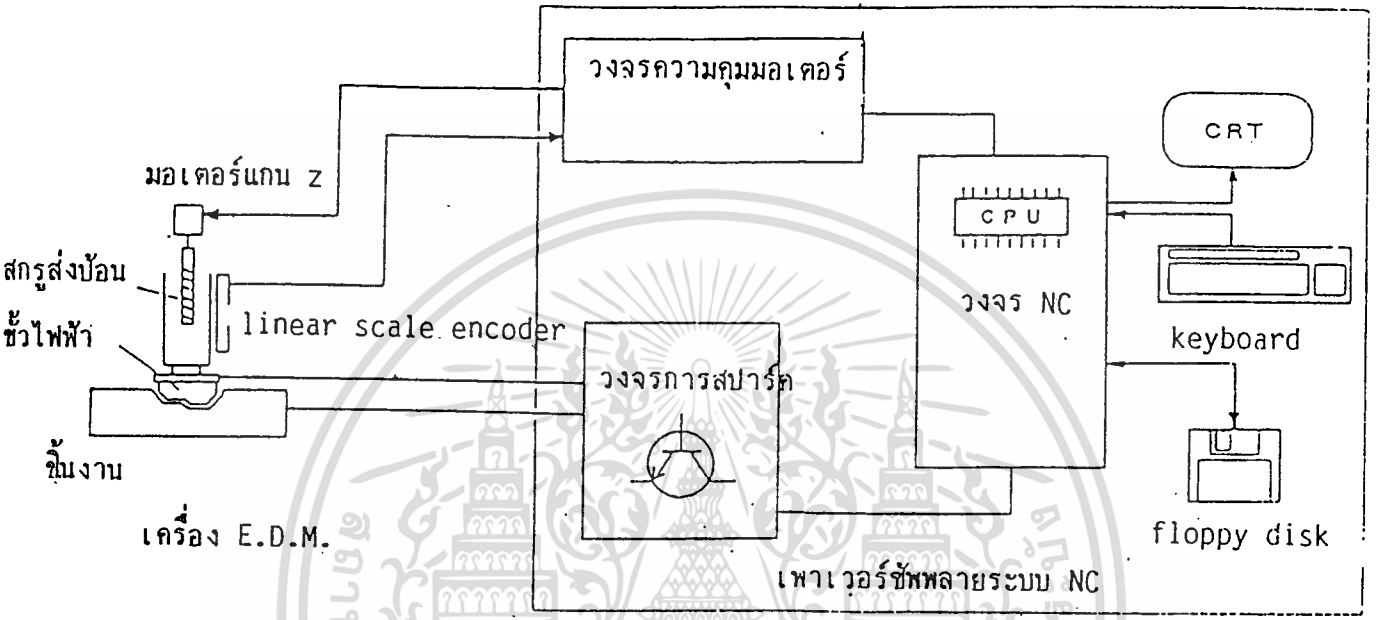 วงจรความคุมมอเตอร์
CRT
มอเตอร์แกน z
CPU
สกรูส่งป้อน
วงจร NC
ขั้วไฟฟ้า
linear scale encoder
keyboard
วงจรการสปาร์ค
ชิ้นงาน
เครื่อง E.D.M.
floppy disk
เพาเวอร์ซัพพลายระบบ NC